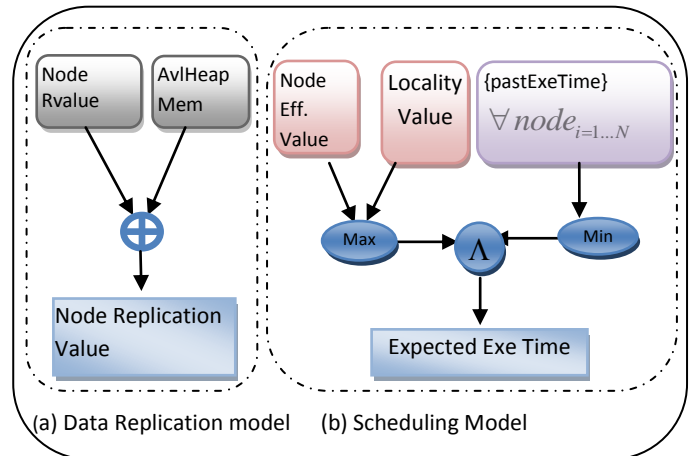 Node
Rvalue
AvlHeap
Mem
Node Replication
Value
(a) Data Replication model
Node
Eff.
Value
Locality
Value
{pastExeTime}
∀ node i=1...N
Max
Λ
Min
Expected Exe Time
(b) Scheduling Model